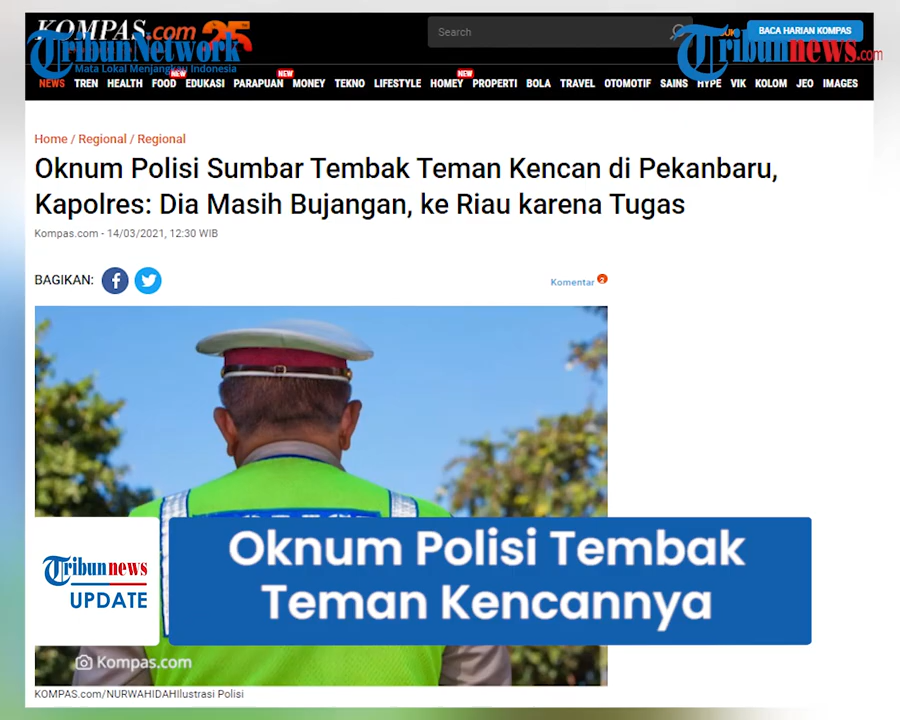 KOMPAS.com 25
TribunNetwork
Mata Lokal Menjangkau Indonesia
Search
BACA HARIAN KOMPAS
Tribunnews.com
NEWS TREN HEALTH FOOD NEW EDUKASI PARAPUAN NEW MONEY TEKNO LIFESTYLE HOMEY NEW PROPERTI BOLA TRAVEL OTOMOTIF SAINS HYPE VIK KOLOM JEO IMAGES
Home / Regional / Regional
Oknum Polisi Sumbar Tembak Teman Kencan di Pekanbaru,
Kapolres: Dia Masih Bujangan, ke Riau karena Tugas
Kompas.com - 14/03/2021, 12:30 WIB
BAGIKAN:
Komentar 2
Oknum Polisi Tembak
Teman Kencannya
Tribunnews
UPDATE
Kompas.com
KOMPAS.com/NURWAHIDAHIlustrasi Polisi